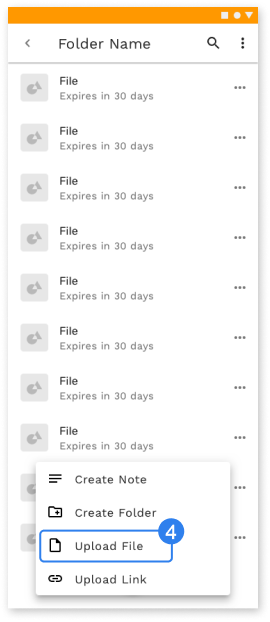 Folder Name
File
Expires in 30 days
File
Expires in 30 days
File
Expires in 30 days
File
Expires in 30 days
File
Expires in 30 days
File
Expires in 30 days
File
Expires in 30 days
File
Expires in 30 days
Create Note
Create Folder
4
Upload File
Upload Link